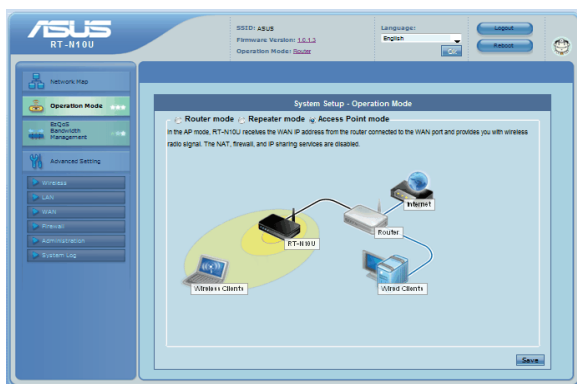 ASUS
RT-N10U
SSID: ASUS
Firmware Version: 1.0.1.3
Operation Mode: Router
Language:
English
Go
Logout
Reboot
Network Map
Operation Mode
EzQoS
Bandwidth
Management
Advanced Setting
Wireless
LAN
WAN
Firewall
Administration
System Log
System Setup - Operation Mode
Router mode Repeater mode Access Point mode
In the AP mode, RT-N10U receives the WAN IP address from the router connected to the WAN port and provides you with wireless
radio signal. The NAT, firewall, and IP sharing services are disabled.
Internet
Router
RT-N10U
Wireless Clients
Wired Clients
Save